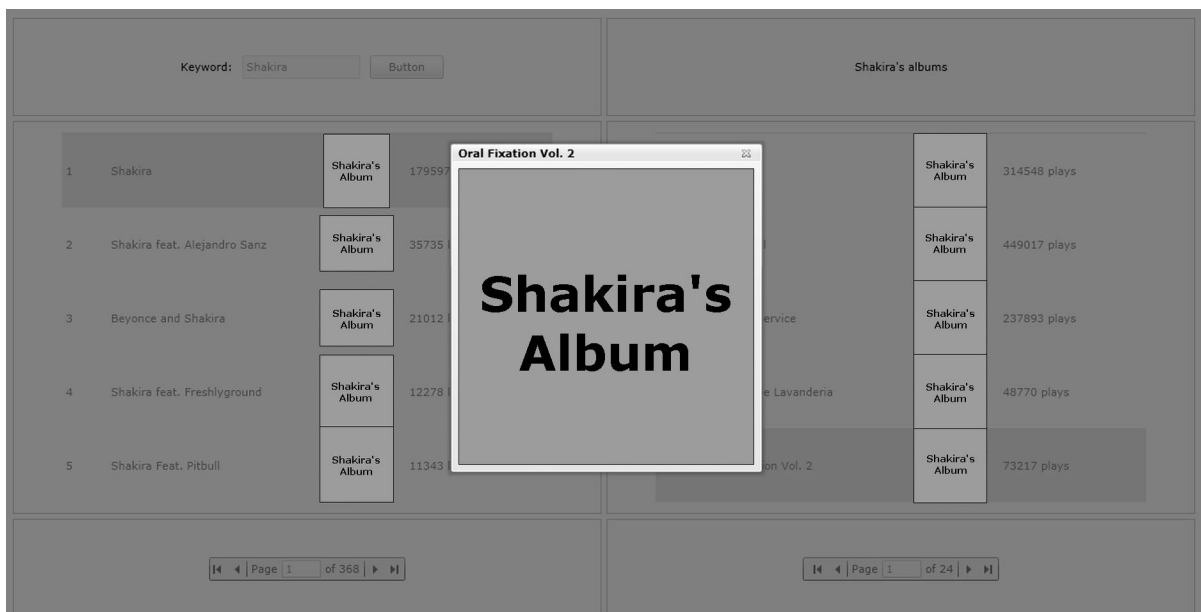 Keyword: Shakira Button
Shakira's albums
Oral Fixation Vol. 2
Shakira's
Album
1 Shakira Shakira's Album 179597
2 Shakira feat. Alejandro Sanz Shakira's Album 35735
3 Beyonce and Shakira Shakira's Album 21012
4 Shakira feat. Freshlyground Shakira's Album 12278
5 Shakira Feat. Pitbull Shakira's Album 11343
Shakira's Album 314548 plays
Shakira's Album 449017 plays
Shakira's Album 237893 plays
Lavanderia Shakira's Album 48770 plays
Vol. 2 Shakira's Album 73217 plays
Page 1 of 368
Page 1 of 24